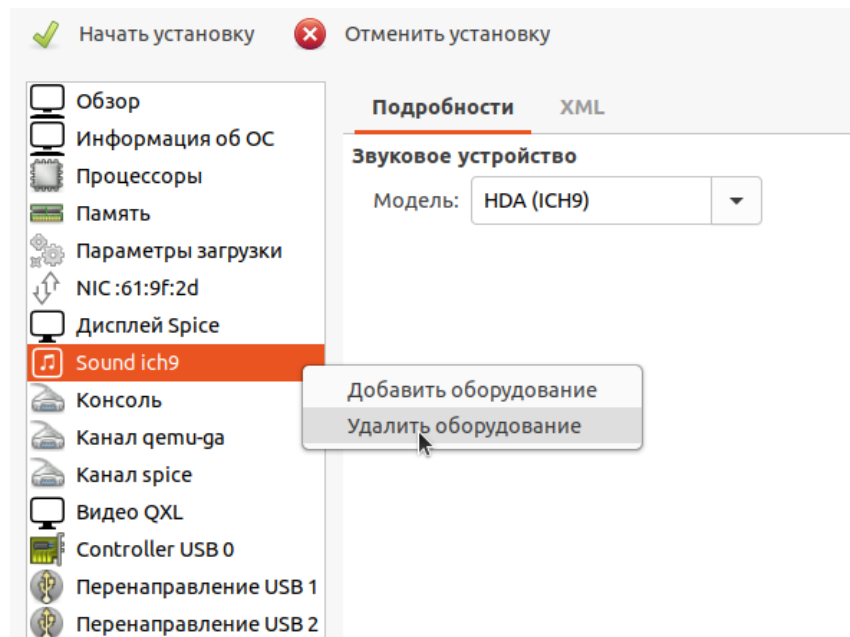 Начать установку
Отменить установку
Обзор
Информация об ОС
Процессоры
Память
Параметры загрузки
NIC :61:9f:2d
Дисплей Spice
Sound ich9
Консоль
Канал qemu-ga
Канал spice
Видео QXL
Controller USB 0
Перенаправление USB 1
Перенаправление USB 2
Подробности
XML
Звуковое устройство
Модель: HDA (ICH9)
Добавить оборудование
Удалить оборудование